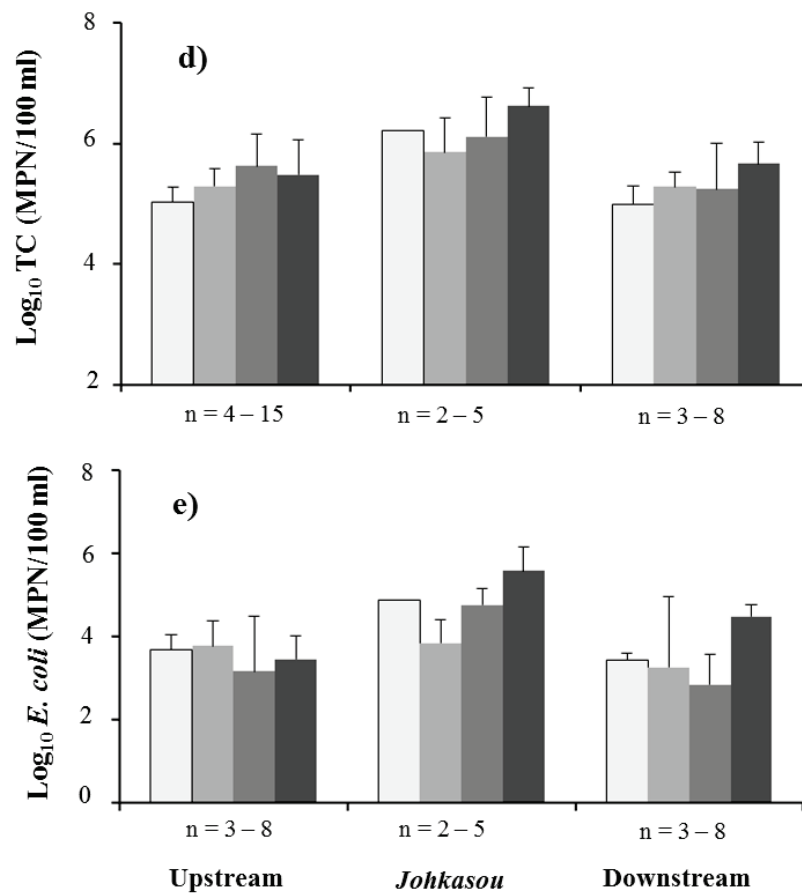 8
d)
6
4
2
Log₁₀ TC (MPN/100 ml)
n = 4 – 15
n = 2 – 5
n = 3 – 8
8
e)
6
4
2
0
Log₁₀ E. coli (MPN/100 ml)
n = 3 – 8
n = 2 – 5
n = 3 – 8
Upstream
Johkasou
Downstream